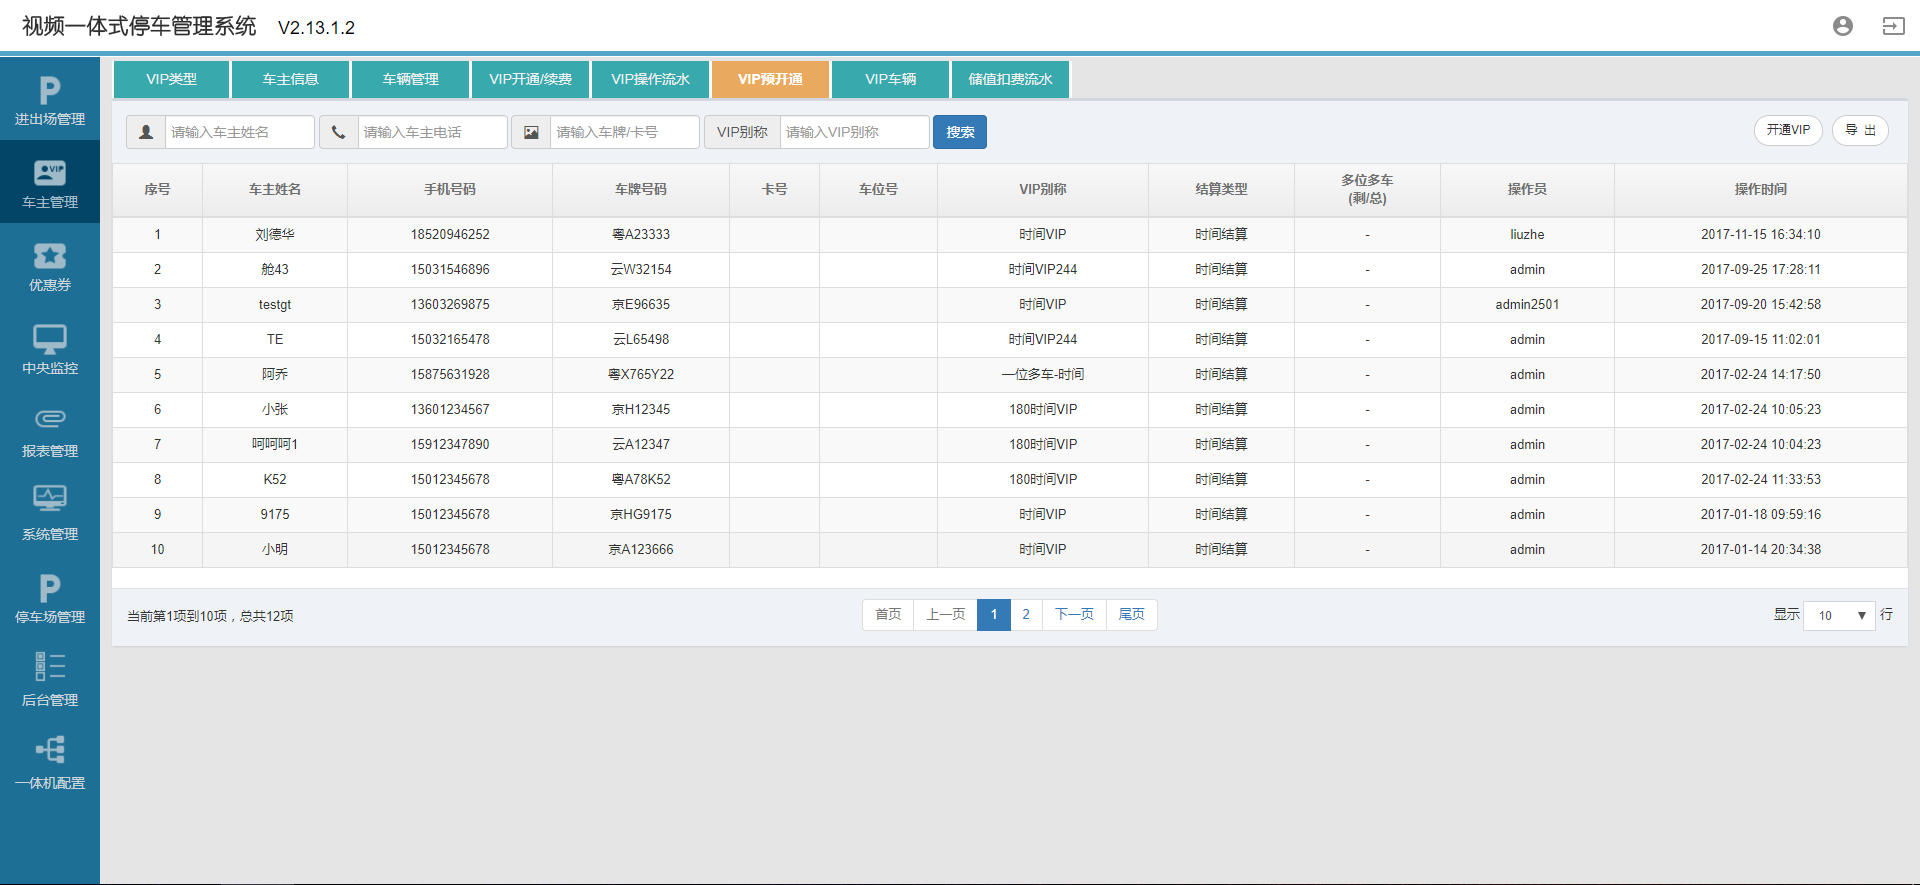 视频一体式停车管理系统 V2.13.1.2
进出场管理
VIP
车主管理
优惠券
中央监控
报表管理
系统管理
停车场管理
后台管理
一体机配置
VIP类型 车主信息 车辆管理 VIP开通/续费 VIP操作流水 VIP预开通 VIP车辆 储值扣费流水
请输入车主姓名 请输入车主电话 请输入车牌/卡号 VIP别称 请输入VIP别称 搜索 开通VIP 导 出
序号 车主姓名 手机号码 车牌号码 卡号 车位号 VIP别称 结算类型 多位多车 操作员 操作时间
(剩/总)
1 刘德华 18520946252 粤A23333 时间VIP 时间结算 - liuzhe 2017-11-15 16:34:10
2 舱43 15031546896 云W32154 时间VIP244 时间结算 - admin 2017-09-25 17:28:11
3 testgt 13603269875 京E96635 时间VIP 时间结算 - admin2501 2017-09-20 15:42:58
4 TE 15032165478 云L65498 时间VIP244 时间结算 - admin 2017-09-15 11:02:01
5 阿乔 15875631928 粤X765Y22 一位多车-时间 时间结算 - admin 2017-02-24 14:17:50
6 小张 13601234567 京H12345 180时间VIP 时间结算 - admin 2017-02-24 10:05:23
7 呵呵呵1 15912347890 云A12347 180时间VIP 时间结算 - admin 2017-02-24 10:04:23
8 K52 15012345678 粤A78K52 180时间VIP 时间结算 - admin 2017-02-24 11:33:53
9 9175 15012345678 京HG9175 时间VIP 时间结算 - admin 2017-01-18 09:59:16
10 小明 15012345678 京A123666 时间VIP 时间结算 - admin 2017-01-14 20:34:38
当前第1项到10项，总共12项 首页 上一页 1 2 下一页 尾页 显示 10 行